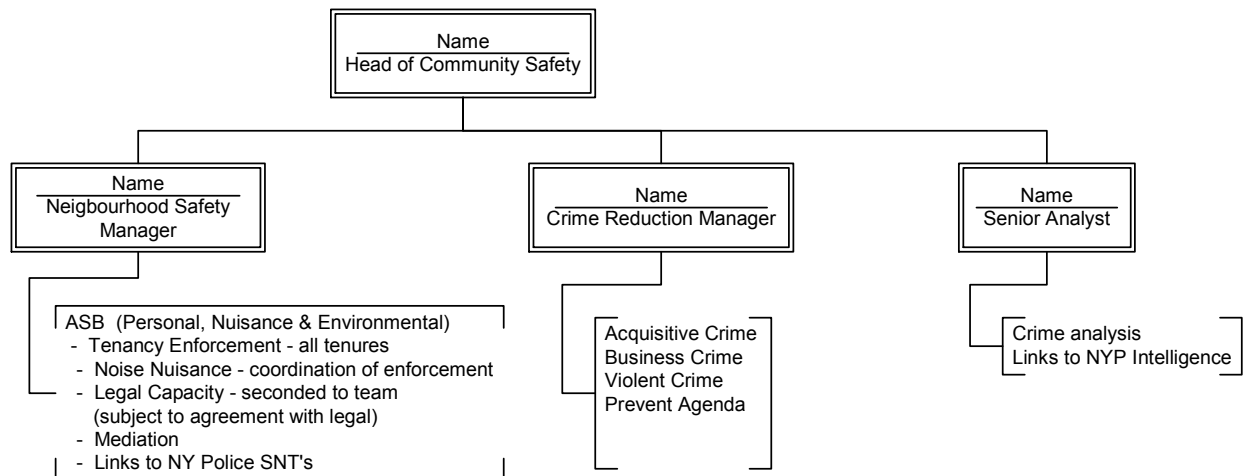 Name
Head of Community Safety
Name
Neigbourhood Safety
Manager
Name
Crime Reduction Manager
Name
Senior Analyst
ASB (Personal, Nuisance & Environmental)
- Tenancy Enforcement - all tenures
- Noise Nuisance - coordination of enforcement
- Legal Capacity - seconded to team
(subject to agreement with legal)
- Mediation
- Links to NY Police SNT's
Acquisitive Crime
Business Crime
Violent Crime
Prevent Agenda
Crime analysis
Links to NYP Intelligence